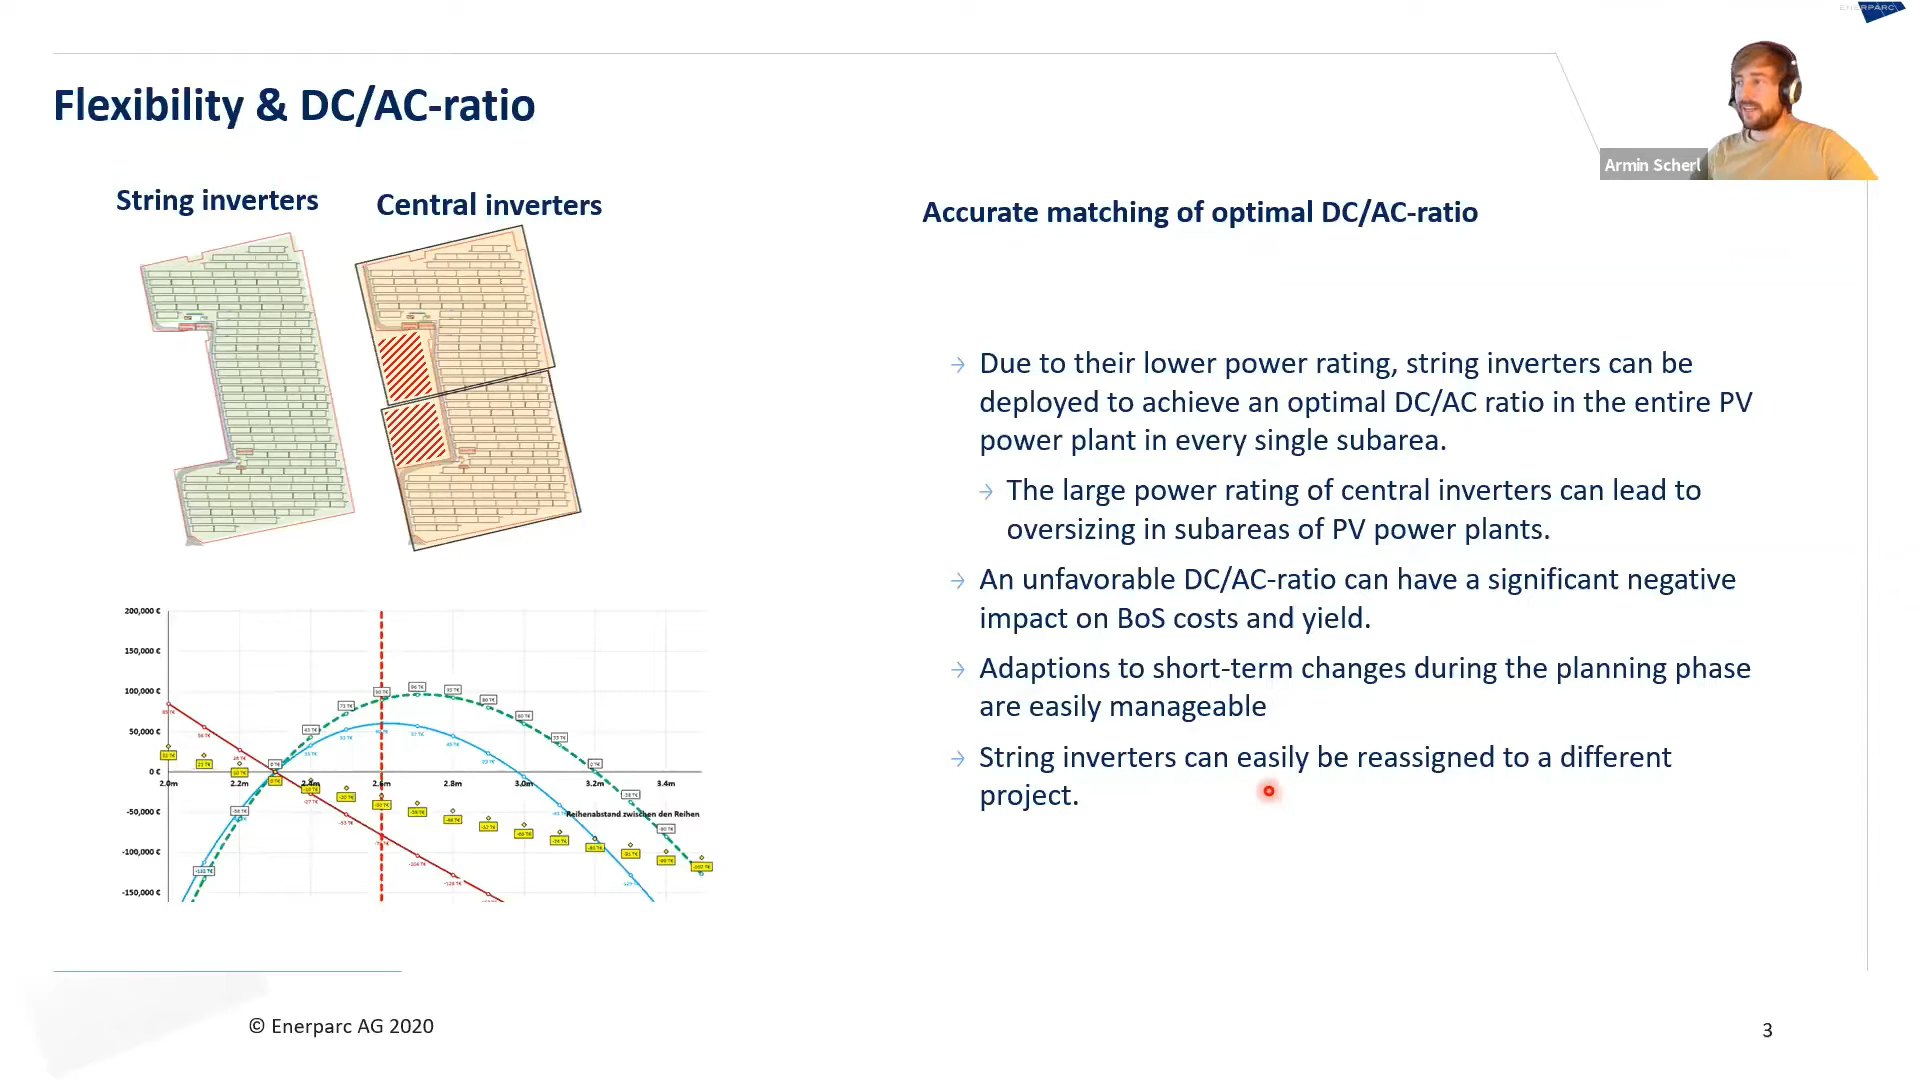 ENERPARC
Flexibility & DC/AC-ratio
Armin Scherl
String inverters
Central inverters
Accurate matching of optimal DC/AC-ratio
Due to their lower power rating, string inverters can be
deployed to achieve an optimal DC/AC ratio in the entire PV
power plant in every single subarea.
The large power rating of central inverters can lead to
oversizing in subareas of PV power plants.
An unfavorable DC/AC-ratio can have a significant negative
impact on BoS costs and yield.
Adaptions to short-term changes during the planning phase
are easily manageable
String inverters can easily be reassigned to a different
project.
200,000 €
150,000 €
100,000 €
50,000 €
0 €
-50,000 €
-100,000 €
-150,000 €
2.0m 2.2m 2.4m 2.6m 2.8m 3.0m 3.2m 3.4m
Reihenabstand zwischen den Reihen
© Enerparc AG 2020
3